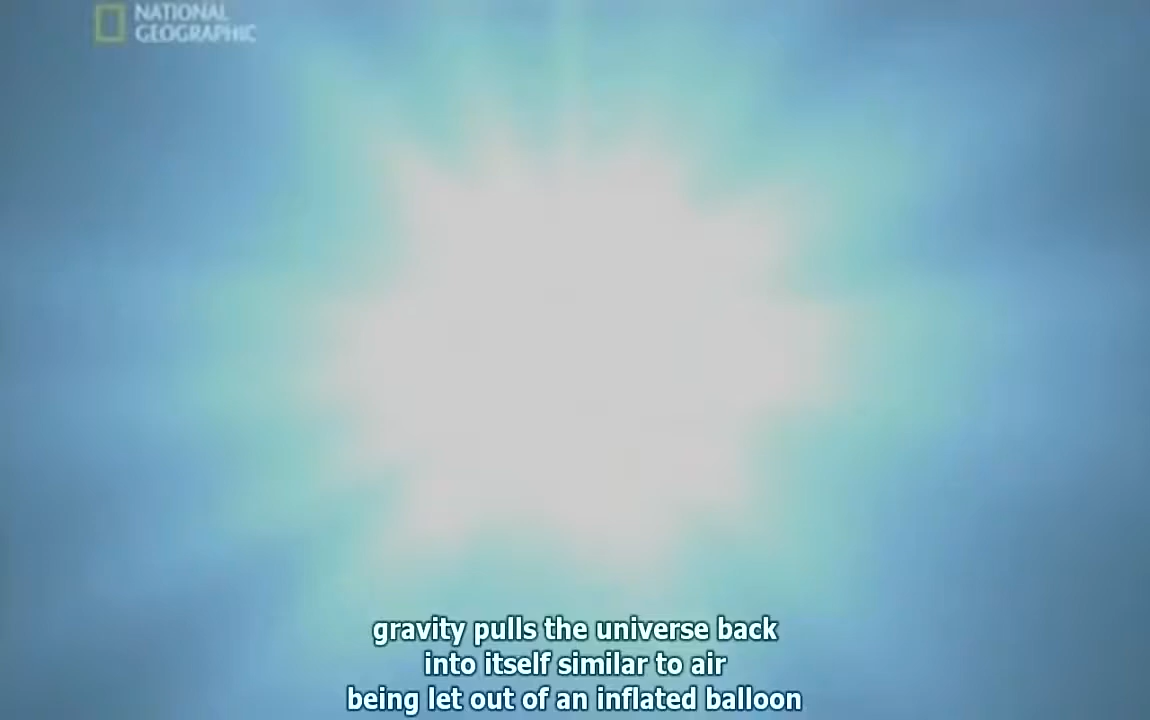 NATIONAL
GEOGRAPHIC
gravity pulls the universe back
into itself similar to air
being let out of an inflated balloon